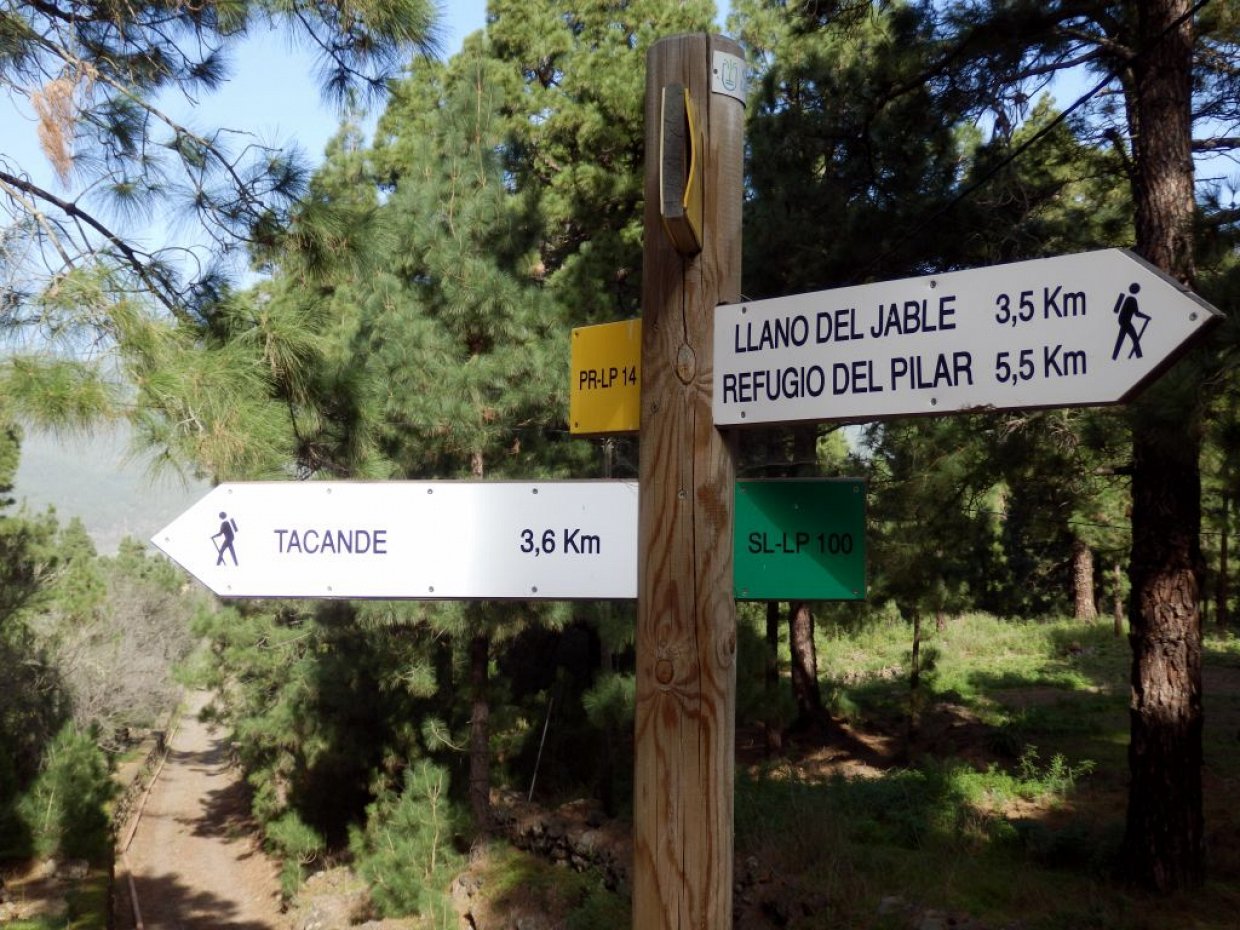 LLANO DEL JABLE 3,5 Km
REFUGIO DEL PILAR 5,5 Km
PR-LP 14
TACANDE 3,6 Km
SL-LP 100